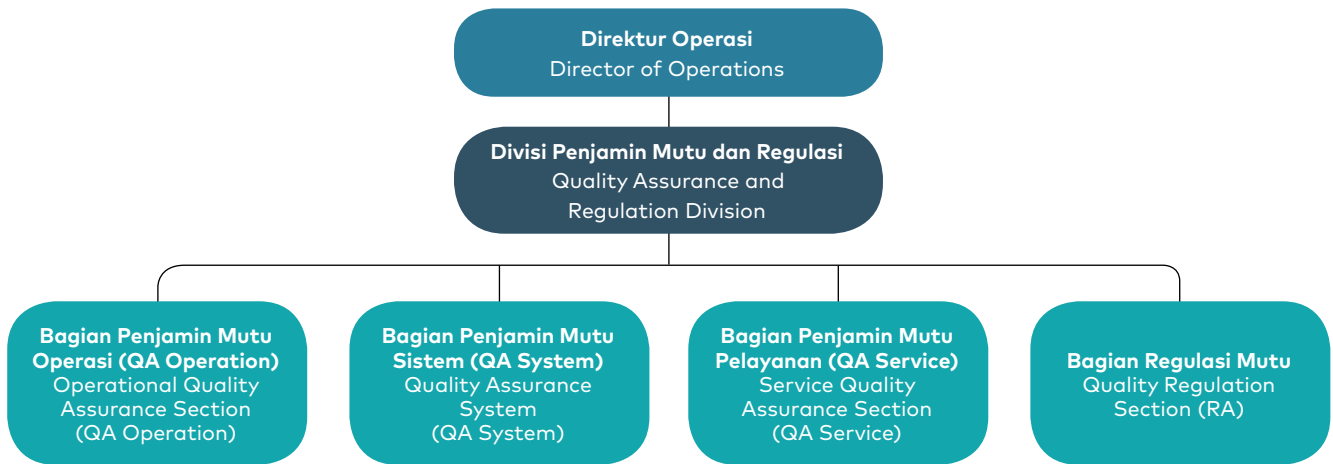 Direktur Operasi
Director of Operations
Divisi Penjamin Mutu dan Regulasi
Quality Assurance and
Regulation Division
Bagian Penjamin Mutu
Operasi (QA Operation)
Operational Quality
Assurance Section
(QA Operation)
Bagian Penjamin Mutu
Sistem (QA System)
Quality Assurance
System
(QA System)
Bagian Penjamin Mutu
Pelayanan (QA Service)
Service Quality
Assurance Section
(QA Service)
Bagian Regulasi Mutu
Quality Regulation
Section (RA)